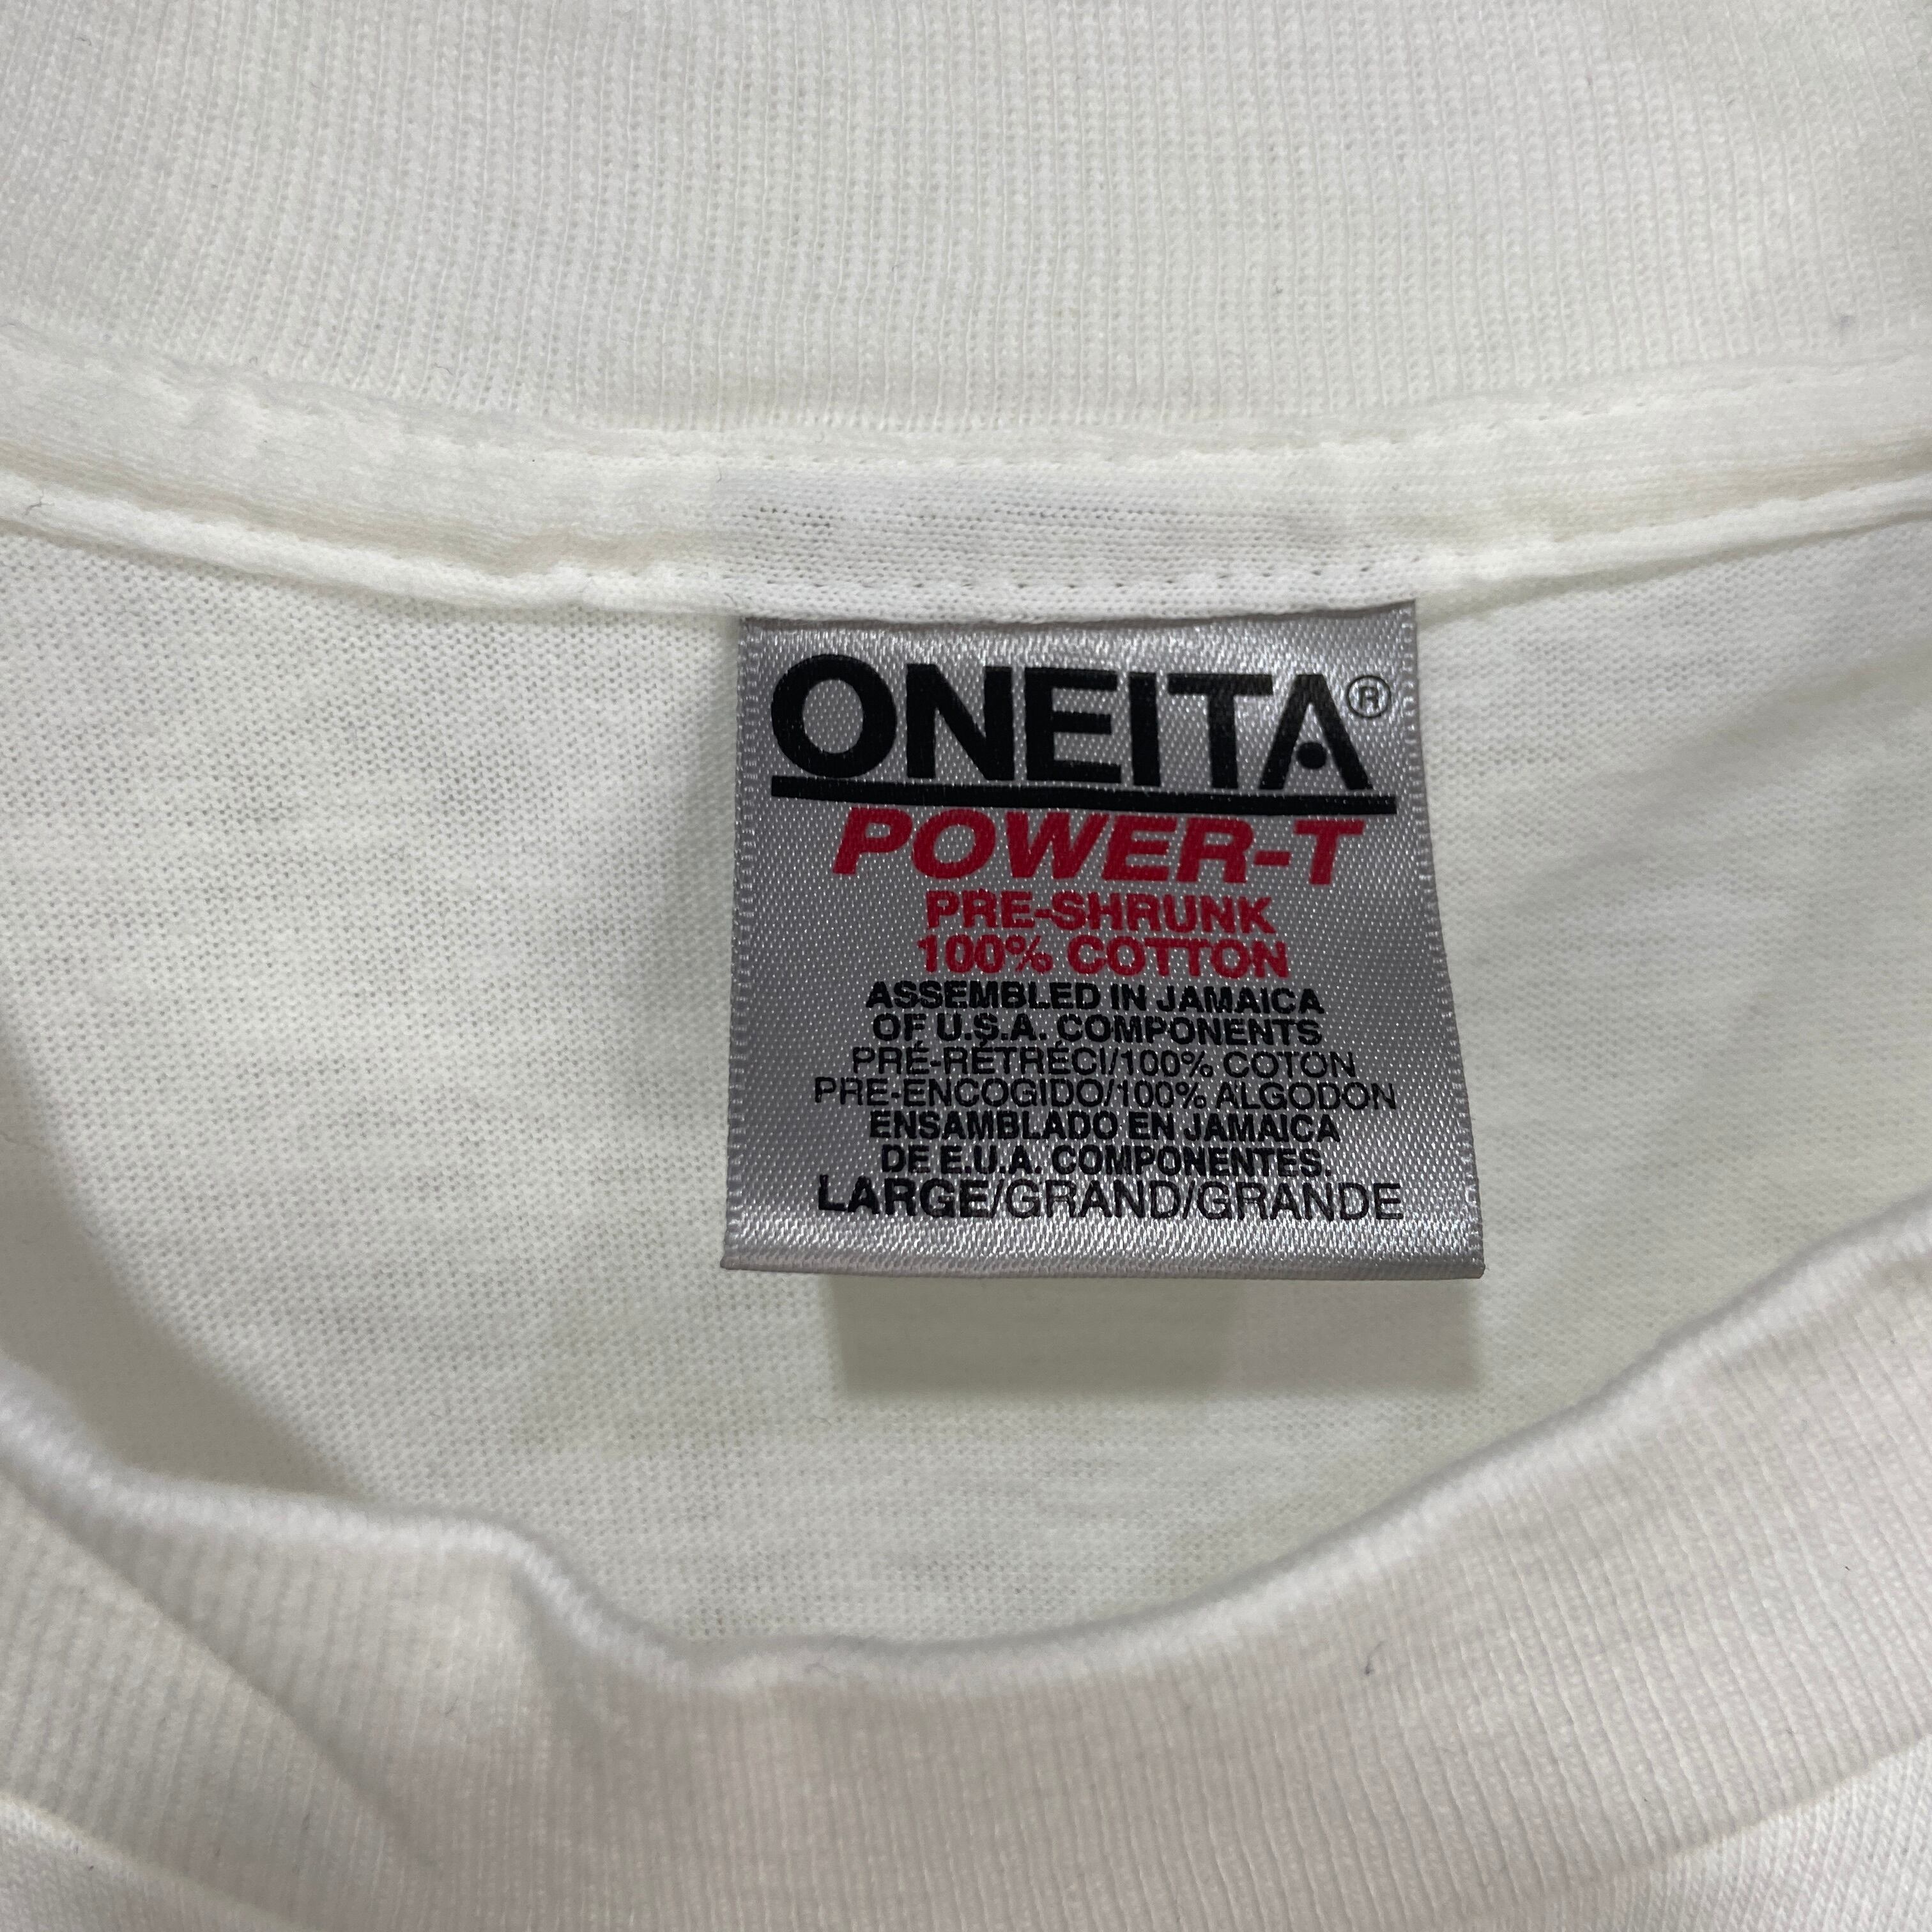 ONEITA®
POWER-T
PRE-SHRUNK
100% COTTON
ASSEMBLED IN JAMAICA
OF U.S.A. COMPONENTS
PRÉ-RÉTRÉCI/100% COTON
PRE-ENCOGIDO/100% ALGODON
ENSAMBLADO EN JAMAICA
DE E.U.A. COMPONENTES.
LARGE/GRAND/GRANDE